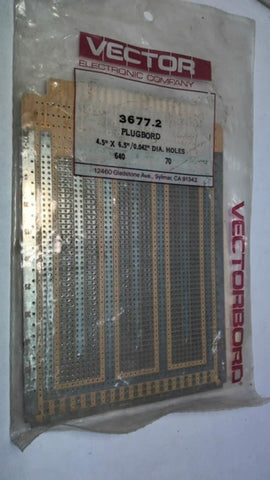 VECTOR
ELECTRONIC COMPANY
3677.2
PLUGBORD
4.5" X 6.5"/0.042" DIA. HOLES
640 70
12460 Gladstone Ave., Sylmar, CA 91342
VECTORBORD